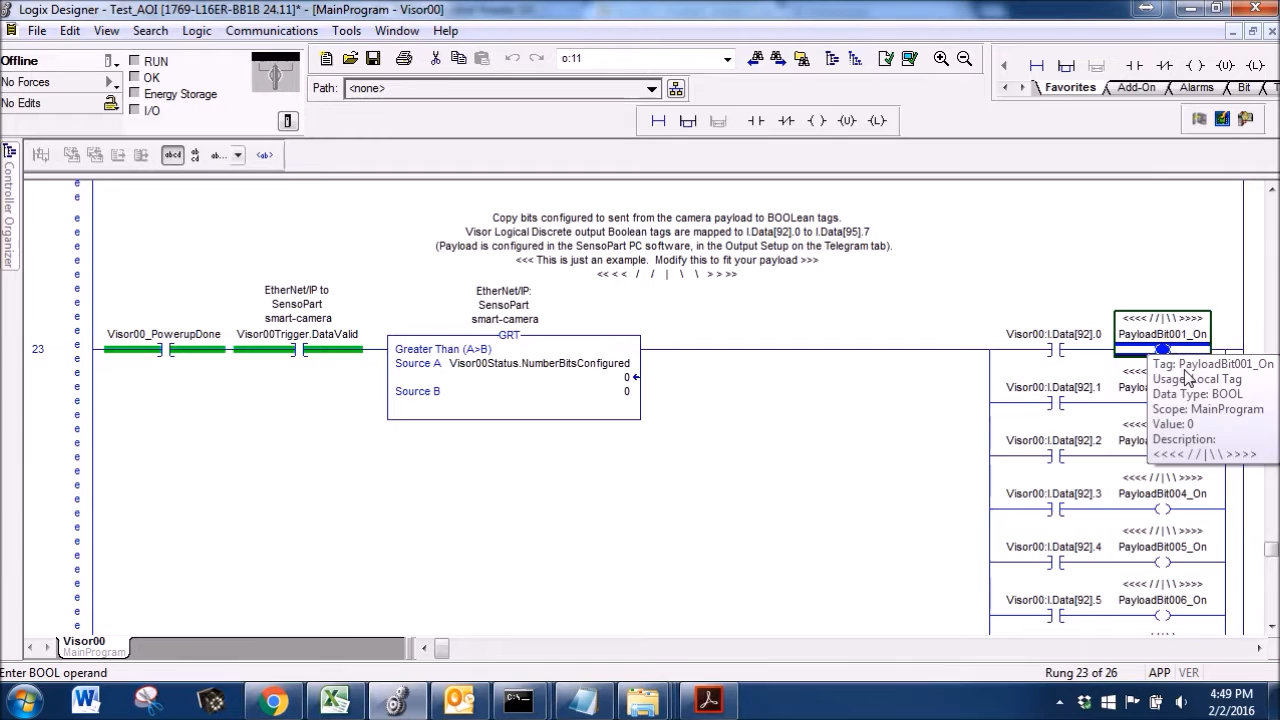 Logix Designer - Test_AOI [1769-L16ER-BB1B 24.11]* - [MainProgram - Visor00]
File Edit View Search Logic Communications Tools Window Help
Offline
No Forces
No Edits
RUN
OK
Energy Storage
I/O
o:11
Path: <none>
Favorites Add-On Alarms Bit
abcd ab cd ab... <ab>
Controller Organizer
Copy bits configured to sent from the camera payload to BOOLean tags.
Visor Logical Discrete output Boolean tags are mapped to I.Data[92].0 to I.Data[95].7
(Payload is configured in the SensoPart PC software, in the Output Setup on the Telegram tab).
<<< This is just an example. Modify this to fit your payload >>>
<< < < / / | \ \ > > > >
EtherNet/IP to
SensoPart
smart-camera
EtherNet/IP:
SensoPart
smart-camera
23
Visor00_PowerupDone
Visor00Trigger.DataValid
GRT
Greater Than (A>B)
Source A Visor00Status.NumberBitsConfigured
0
Source B 0
<<<< //|\\ >>>>
Visor00:I.Data[92].0 PayloadBit001_On
Tag: PayloadBit001_On
Usage: Local Tag
Data Type: BOOL
Scope: MainProgram
Value: 0
Description:
<<<< //|\\ >>>>
Visor00:I.Data[92].1
Visor00:I.Data[92].2
<<<< //|\\ >>>>
Visor00:I.Data[92].3 PayloadBit004_On
<<<< //|\\ >>>>
Visor00:I.Data[92].4 PayloadBit005_On
<<<< //|\\ >>>>
Visor00:I.Data[92].5 PayloadBit006_On
Visor00
MainProgram
Enter BOOL operand
Rung 23 of 26 APP VER
4:49 PM
2/2/2016